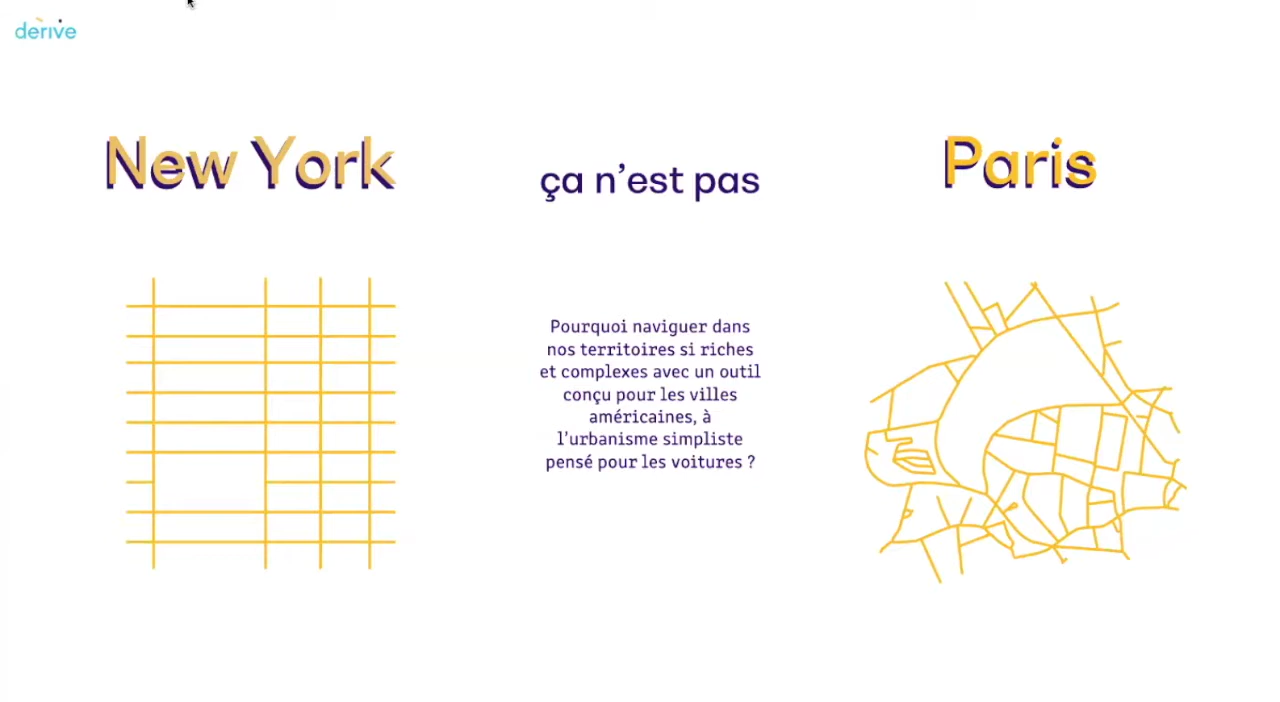 derive
New York
ça n’est pas
Paris
Pourquoi naviguer dans
nos territoires si riches
et complexes avec un outil
conçu pour les villes
américaines, à
l’urbanisme simpliste
pensé pour les voitures ?